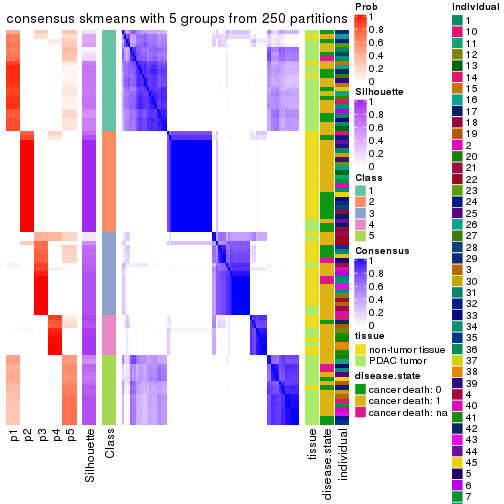 consensus skmeans with 5 groups from 250 partitions
p1
p2
p3
p4
p5
Silhouette
Class
tissue
disease.state
individual
Prob
1
0.8
0.6
0.4
0.2
0
Silhouette
1
0.8
0.6
0.4
0.2
0
Class
1
2
3
4
5
Consensus
1
0.8
0.6
0.4
0.2
0
tissue
non-tumor tissue
PDAC tumor
disease.state
cancer death: 0
cancer death: 1
cancer death: na
individual
1
10
11
12
13
14
15
16
17
18
19
2
20
21
22
23
24
25
26
27
28
29
3
30
31
32
33
34
35
36
37
38
39
4
40
41
42
43
44
45
5
6
7